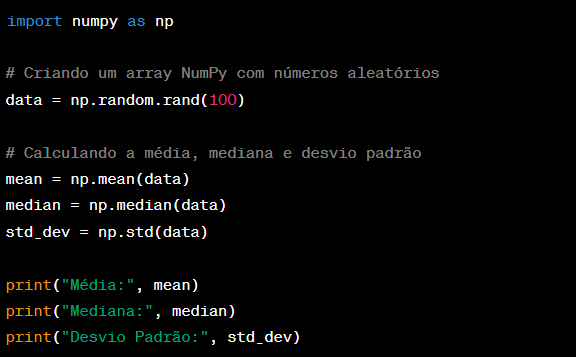 import numpy as np
# Criando um array NumPy com números aleatórios
data = np.random.rand(100)
# Calculando a média, mediana e desvio padrão
mean = np.mean(data)
median = np.median(data)
std_dev = np.std(data)
print("Média:", mean)
print("Mediana:", median)
print("Desvio Padrão:", std_dev)